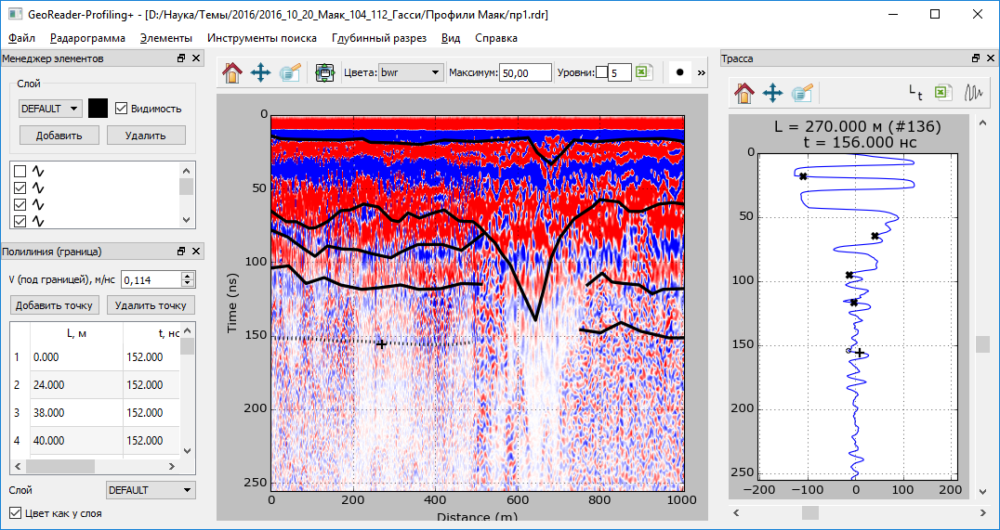 GeoReader-Profiling+ - [D:/Наука/Темы/2016/2016_10_20_Маяк_104_112_Гасси/Профили Маяк/пр1.rdr]
Файл Радарограмма Элементы Инструменты поиска Глубинный разрез Вид Справка
Менеджер элементов
Слой
DEFAULT Видимость
Добавить Удалить
Полилиния (граница)
V (под границей), м/нс 0,114
Добавить точку Удалить точку
L, м t, нс
1 0.000 152.000
2 24.000 152.000
3 38.000 152.000
4 40.000 152.000
Слой DEFAULT
Цвет как у слоя
Цвета: bwr Максимум: 50,00 Уровни: 5 »
Time (ns)
0
50
100
150
200
250
0 200 400 600 800 1000
Distance (m)
Трасса
L t
L = 270.000 м (#136)
t = 156.000 нс
0
50
100
150
200
250
−200 −100 0 100 200